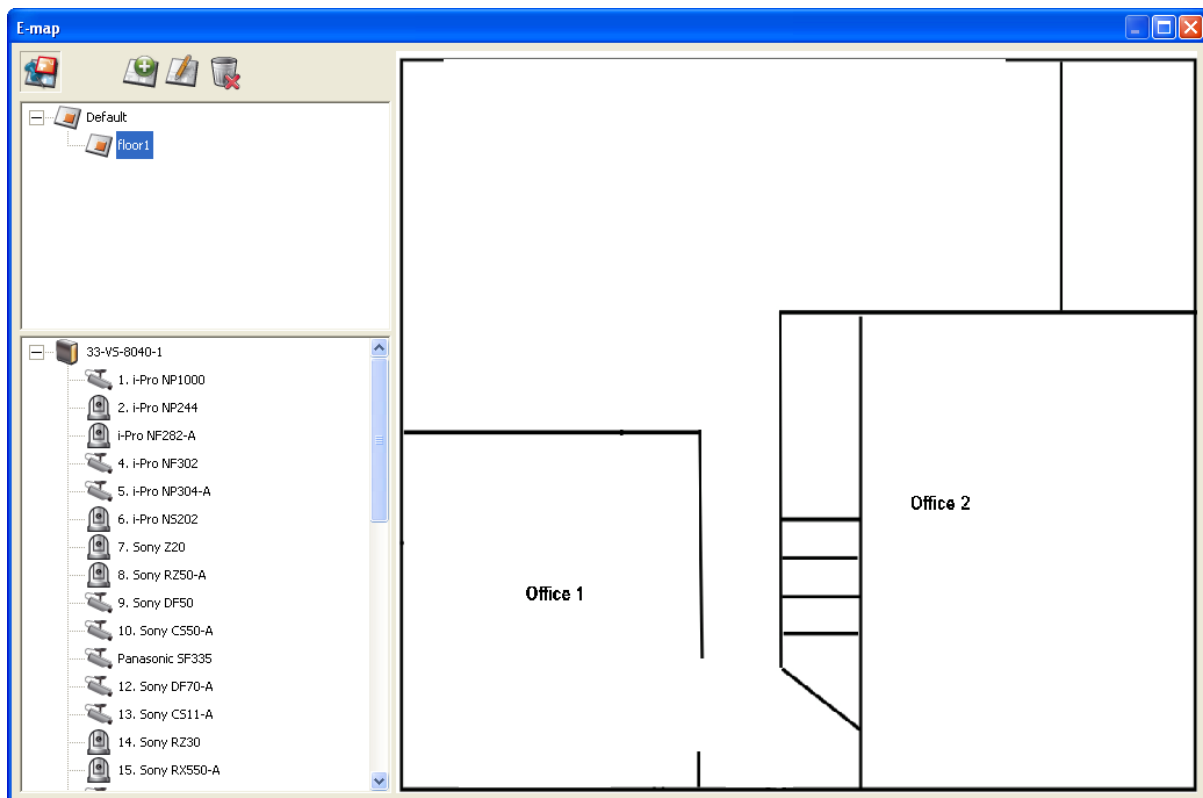 E-map
Default
floor1
33-VS-8040-1
1. i-Pro NP1000
2. i-Pro NP244
i-Pro NF282-A
4. i-Pro NF302
5. i-Pro NP304-A
6. i-Pro NS202
7. Sony Z20
8. Sony RZ50-A
9. Sony DF50
10. Sony CS50-A
Panasonic SF335
12. Sony DF70-A
13. Sony CS11-A
14. Sony RZ30
15. Sony RX550-A
Office 2
Office 1